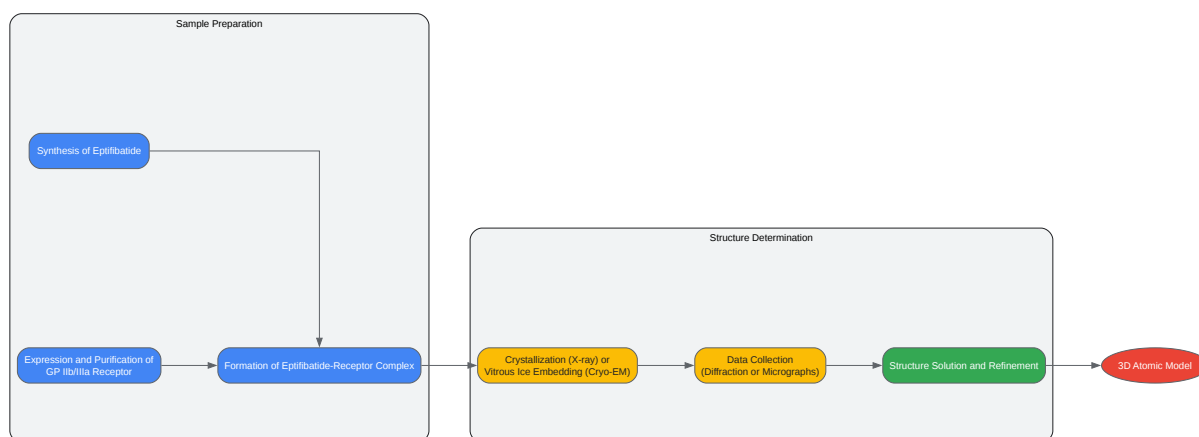 Sample Preparation
Synthesis of Eptifibatide
Expression and Purification of
GP IIb/IIIa Receptor
Formation of Eptifibatide-Receptor Complex
Structure Determination
Crystallization (X-ray) or
Vitrous Ice Embedding (Cryo-EM)
Data Collection
(Diffraction or Micrographs)
Structure Solution and Refinement
3D Atomic Model